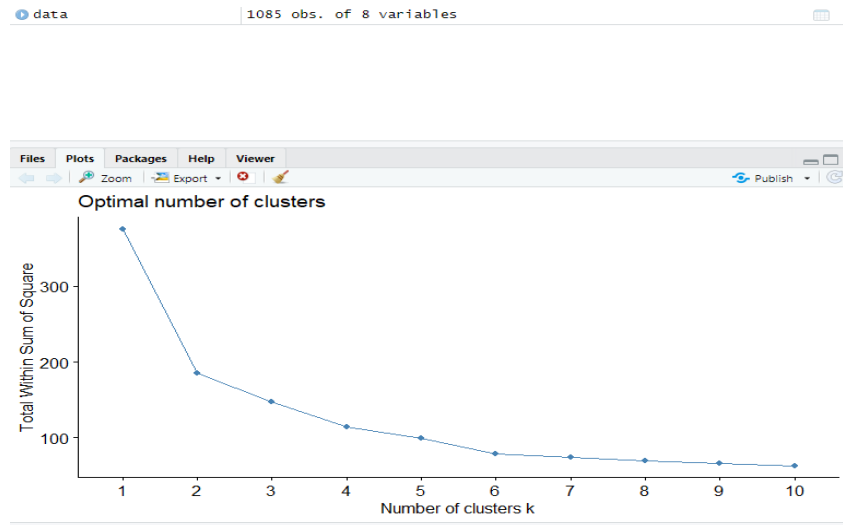 data 1085 obs. of 8 variables
Files Plots Packages Help Viewer
Zoom Export Publish
Optimal number of clusters
Total Within Sum of Square
300
200
100
1 2 3 4 5 6 7 8 9 10
Number of clusters k